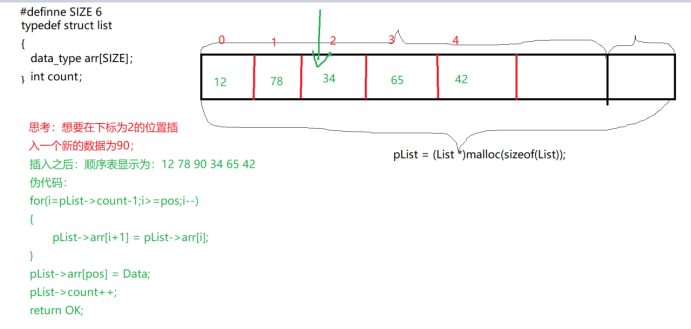 #definne SIZE 6
typedef struct list
{
data_type arr[SIZE];
int count;
}
0 1 2 3 4
12 78 34 65 42
pList = (List *)malloc(sizeof(List));
思考：想要在下标为2的位置插
入一个新的数据为90；
插入之后：顺序表显示为：12 78 90 34 65 42
伪代码：
for(i=pList->count-1;i>=pos;i--)
{
pList->arr[i+1] = pList->arr[i];
}
pList->arr[pos] = Data;
pList->count++;
return OK;